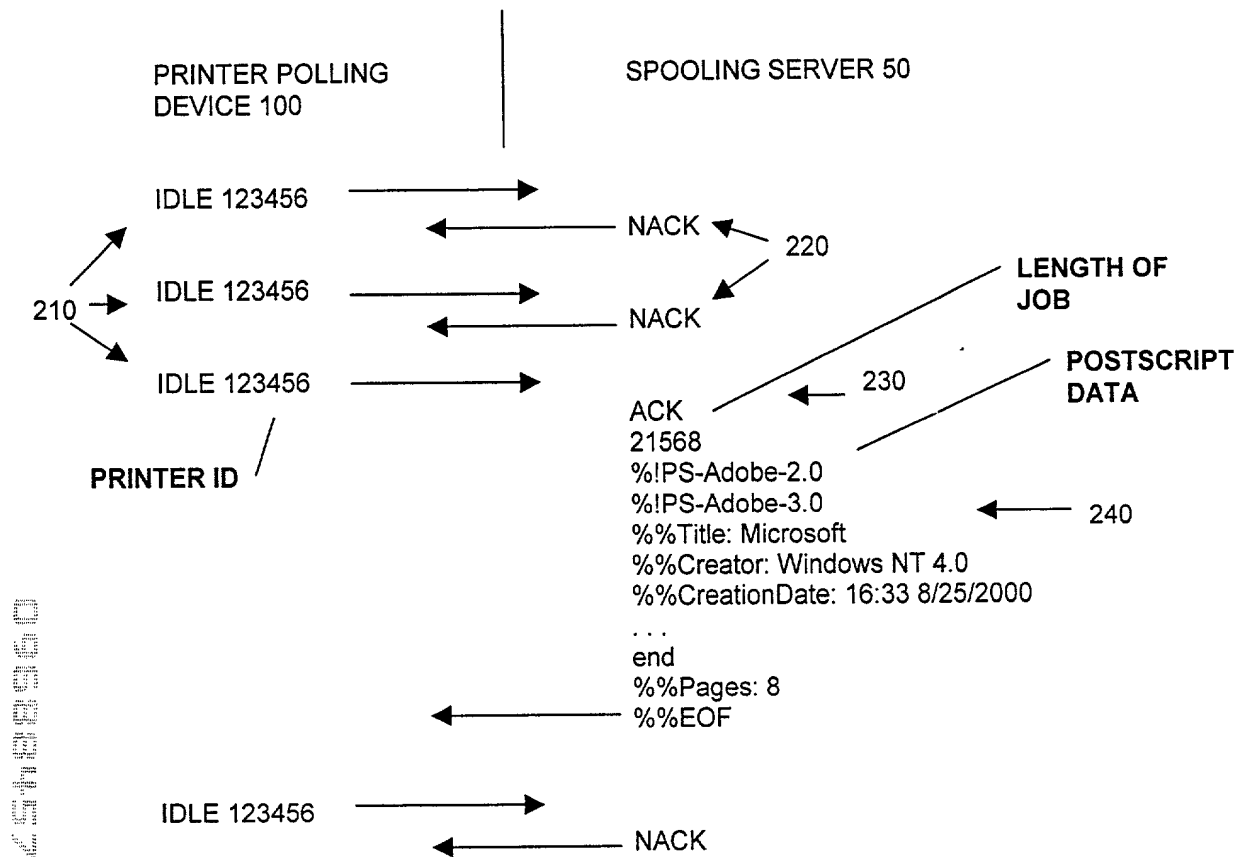 PRINTER POLLING
DEVICE 100
SPOOLING SERVER 50
IDLE 123456
NACK
220
210
IDLE 123456
NACK
IDLE 123456
PRINTER ID
LENGTH OF
JOB
POSTSCRIPT
DATA
230
ACK
21568
%!PS-Adobe-2.0
%!PS-Adobe-3.0
240
%%Title: Microsoft
%%Creator: Windows NT 4.0
%%CreationDate: 16:33 8/25/2000
. . .
end
%%Pages: 8
%%EOF
IDLE 123456
NACK